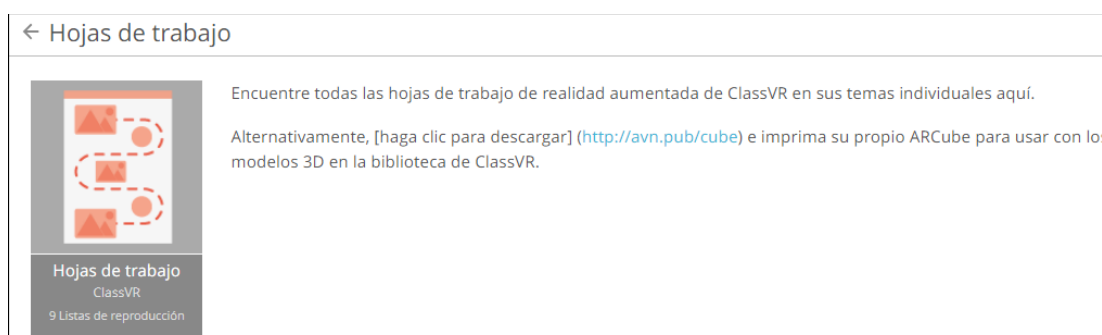 ← Hojas de trabajo
Encuentre todas las hojas de trabajo de realidad aumentada de ClassVR en sus temas individuales aquí.
Alternativamente, [haga clic para descargar] (http://avn.pub/cube) e imprima su propio ARCube para usar con los
modelos 3D en la biblioteca de ClassVR.
Hojas de trabajo
ClassVR
9 Listas de reproducción